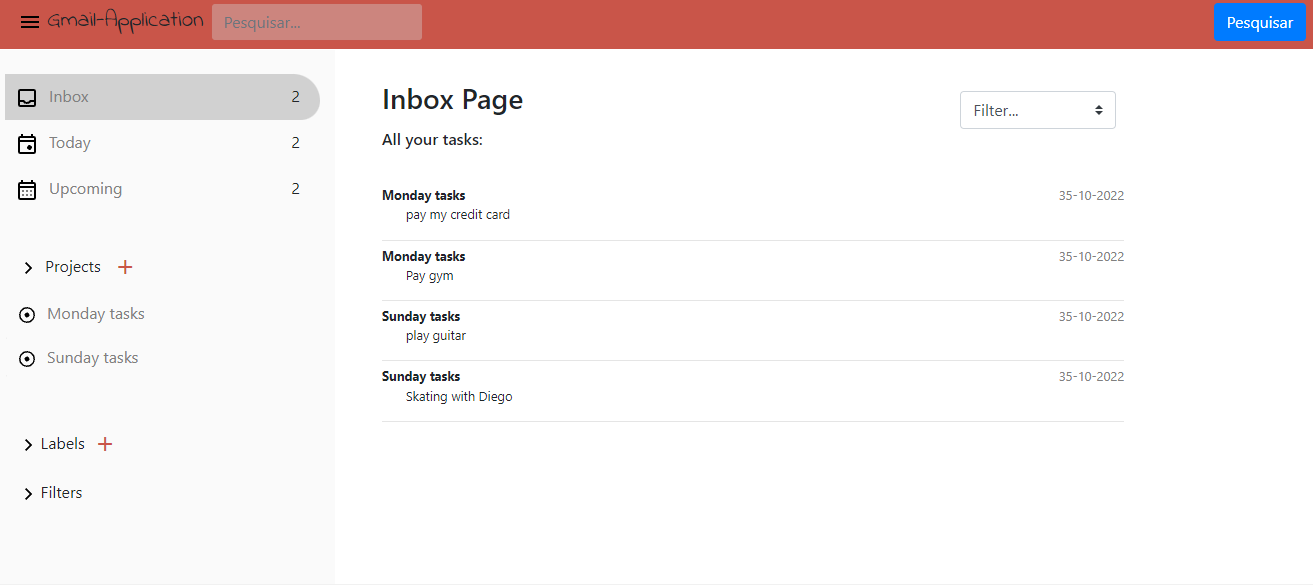 Gmail-Application Pesquisar... Pesquisar
Inbox 2
Today 2
Upcoming 2
Projects +
Monday tasks
Sunday tasks
Labels +
Filters
Inbox Page
Filter...
All your tasks:
Monday tasks 35-10-2022
pay my credit card
Monday tasks 35-10-2022
Pay gym
Sunday tasks 35-10-2022
play guitar
Sunday tasks 35-10-2022
Skating with Diego